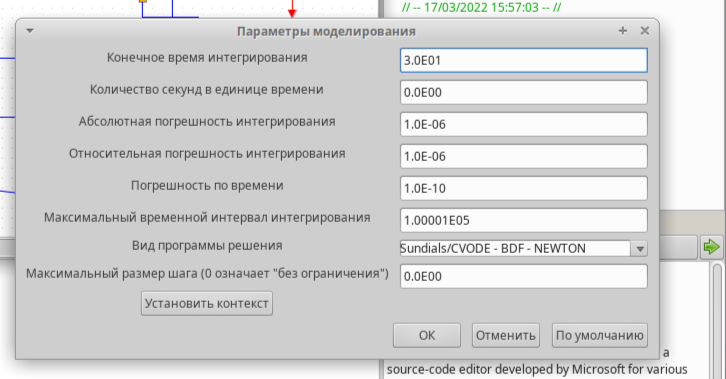 // -- 17/03/2022 15:57:03 -- //
Параметры моделирования
Конечное время интегрирования 3.0E01
Количество секунд в единице времени 0.0E00
Абсолютная погрешность интегрирования 1.0E-06
Относительная погрешность интегрирования 1.0E-06
Погрешность по времени 1.0E-10
Максимальный временной интервал интегрирования 1.00001E05
Вид программы решения Sundials/CVODE - BDF - NEWTON
Максимальный размер шага (0 означает "без ограничения") 0.0E00
Установить контекст
ОК Отменить По умолчанию
a
source-code editor developed by Microsoft for various